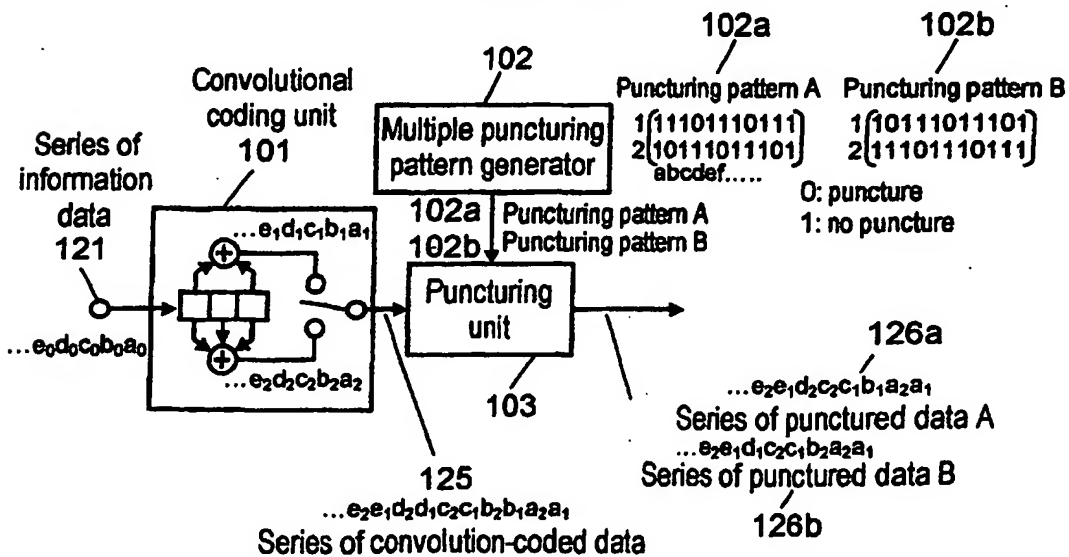 102a
102b
102
Convolutional
coding unit
101
Puncturing pattern A
1(11101110111)
2(10111011101)
abcdef.....
Puncturing pattern B
1(10111011101)
2(11101110111)
0: puncture
1: no puncture
Multiple puncturing
pattern generator
Series of
information
data
121
102a Puncturing pattern A
102b Puncturing pattern B
...e₁d₁c₁b₁a₁
Puncturing
unit
...e₀d₀c₀b₀a₀
...e₂d₂c₂b₂a₂
103
126a
...e₂e₁d₂c₂c₁b₁a₂a₁
Series of punctured data A
...e₂e₁d₁c₂c₁b₂a₂a₁
Series of punctured data B
126b
125
...e₂e₁d₂d₁c₂c₁b₂b₁a₂a₁
Series of convolution-coded data